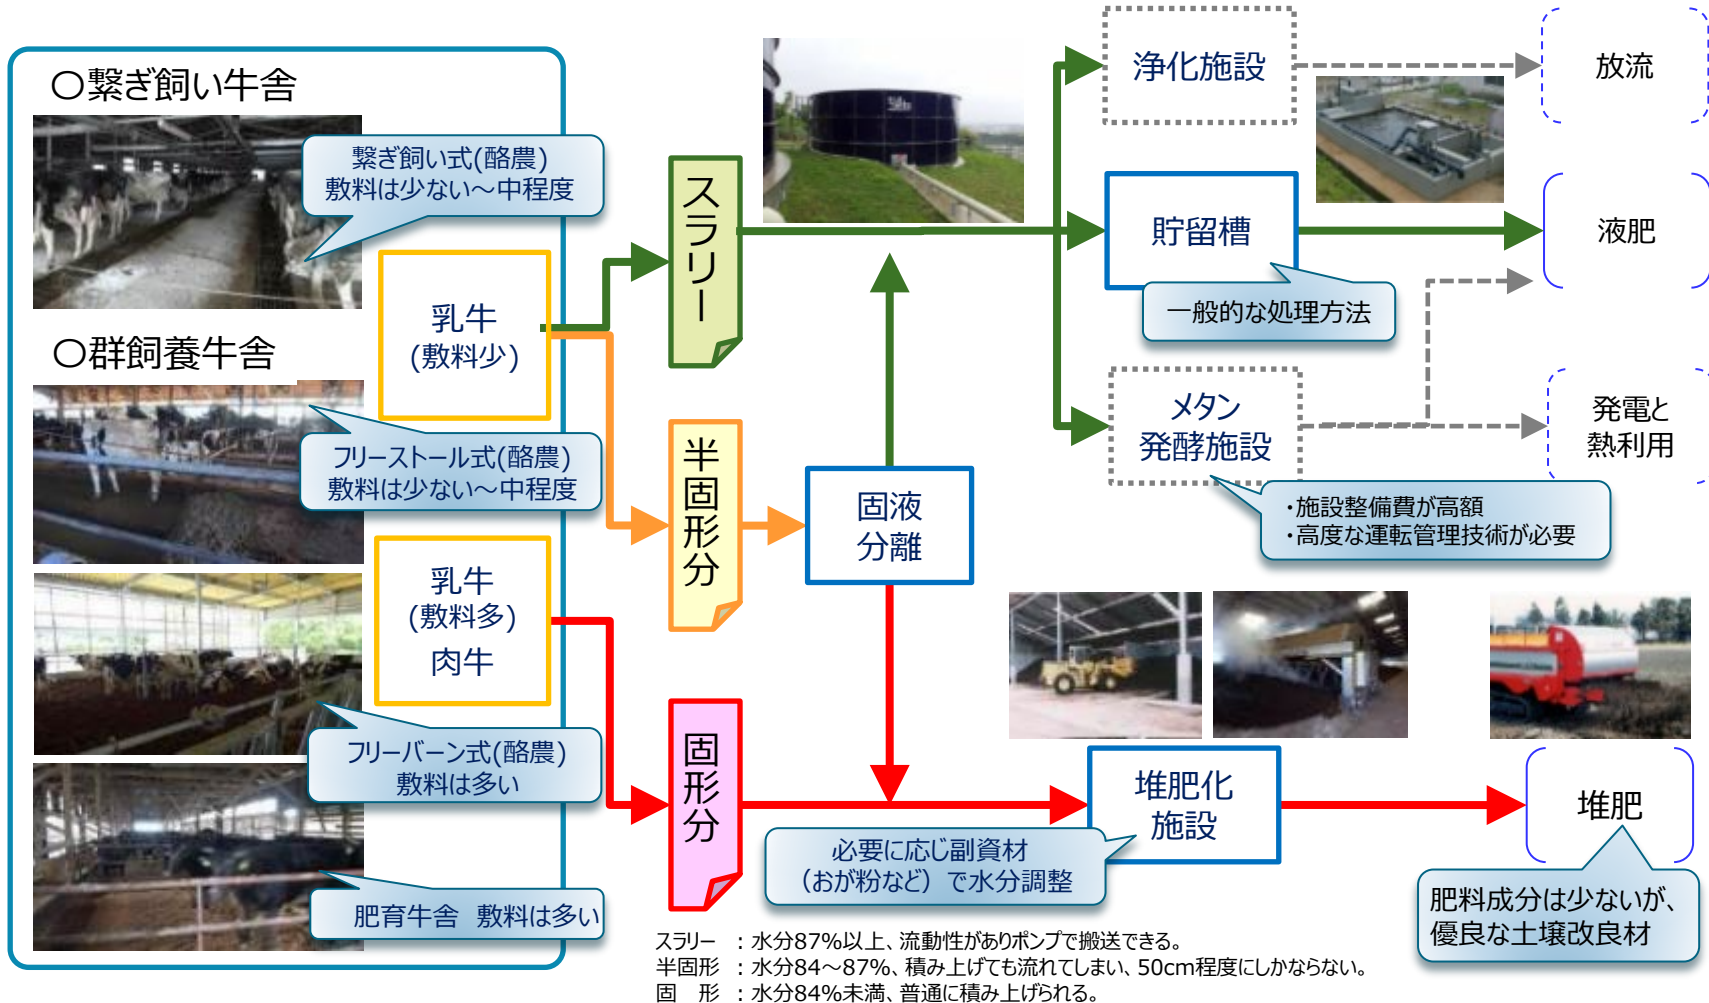 〇繋ぎ飼い牛舎
繋ぎ飼い式(酪農)
敷料は少ない～中程度
乳牛
(敷料少)
〇群飼養牛舎
フリーストール式(酪農)
敷料は少ない～中程度
乳牛
(敷料多)
肉牛
フリーバーン式(酪農)
敷料は多い
肥育牛舎 敷料は多い
スラリー
半固形分
固形分
固液
分離
浄化施設
放流
貯留槽
液肥
一般的な処理方法
メタン
発酵施設
発電と
熱利用
・施設整備費が高額
・高度な運転管理技術が必要
堆肥化
施設
堆肥
必要に応じ副資材
（おが粉など）で水分調整
肥料成分は少ないが、
優良な土壌改良材
スラリー ：水分87%以上、流動性がありポンプで搬送できる。
半固形 ：水分84～87%、積み上げても流れてしまい、50cm程度にしかならない。
固 形 ：水分84%未満、普通に積み上げられる。